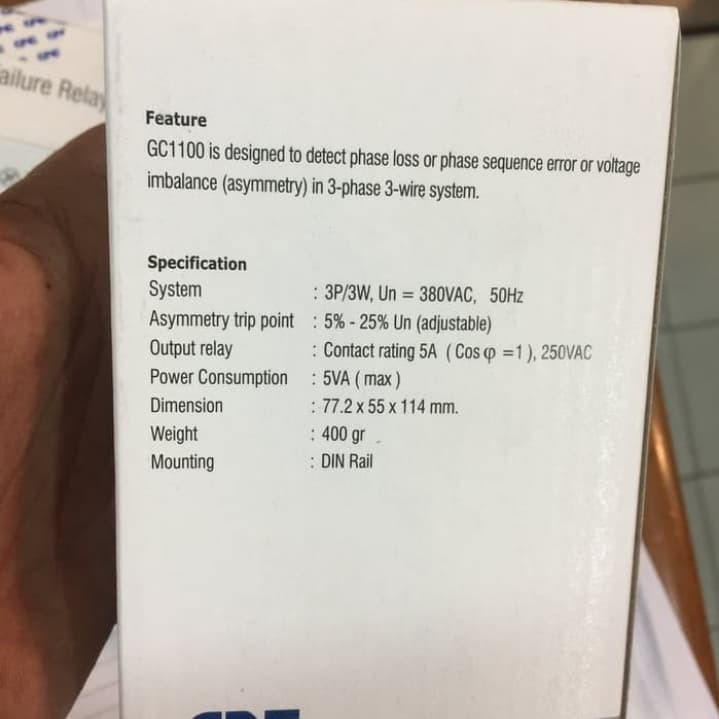 ailure Relay
Feature
GC1100 is designed to detect phase loss or phase sequence error or voltage
imbalance (asymmetry) in 3-phase 3-wire system.
Specification
System : 3P/3W, Un = 380VAC, 50Hz
Asymmetry trip point : 5% - 25% Un (adjustable)
Output relay : Contact rating 5A ( Cos φ =1 ), 250VAC
Power Consumption : 5VA ( max )
Dimension : 77.2 x 55 x 114 mm.
Weight : 400 gr
Mounting : DIN Rail